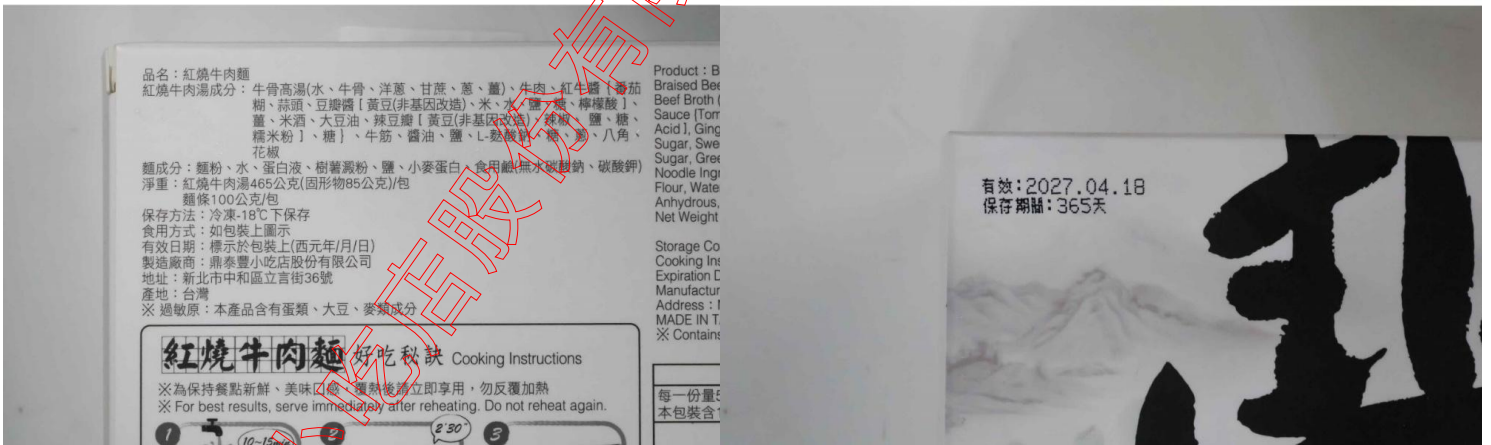 品名：紅燒牛肉麵
紅燒牛肉湯成分：牛骨高湯(水、牛骨、洋蔥、甘蔗、蔥、薑)、牛肉、紅牛醬｛番茄
糊、蒜頭、豆瓣醬［黃豆(非基因改造)、米、水、鹽、糖、檸檬酸］、
薑、米酒、大豆油、辣豆瓣［黃豆(非基因改造)、辣椒、鹽、糖、
糯米粉］、糖｝、牛筋、醬油、鹽、L-麩酸鈉、糖、蔥、八角、
花椒
麵成分：麵粉、水、蛋白液、樹薯澱粉、鹽、小麥蛋白、食用鹼(無水碳酸鈉、碳酸鉀)
淨重：紅燒牛肉湯465公克(固形物85公克)/包
麵條100公克/包
保存方法：冷凍-18℃下保存
食用方式：如包裝上圖示
有效日期：標示於包裝上(西元年/月/日)
製造廠商：鼎泰豐小吃店股份有限公司
地址：新北市中和區立言街36號
產地：台灣
※ 過敏原：本產品含有蛋類、大豆、麥類成分
紅燒牛肉麵 好吃秘訣 Cooking Instructions
※為保持餐點新鮮、美味口感，覆熱後請立即享用，勿反覆加熱
※ For best results, serve immediately after reheating. Do not reheat again.
1 10~15min 2 2'30" 3
Product：B
Braised Bee
Beef Broth (
Sauce [Tom
Acid ], Ging
Sugar, Swe
Sugar, Gree
Noodle Ingr
Flour, Wate
Anhydrous,
Net Weight
Storage Co
Cooking Ins
Expiration D
Manufactur
Address：
MADE IN T
※ Contains
每一份量5
本包裝含
吃店股份有
有效:2027.04.18
保存期間:365天